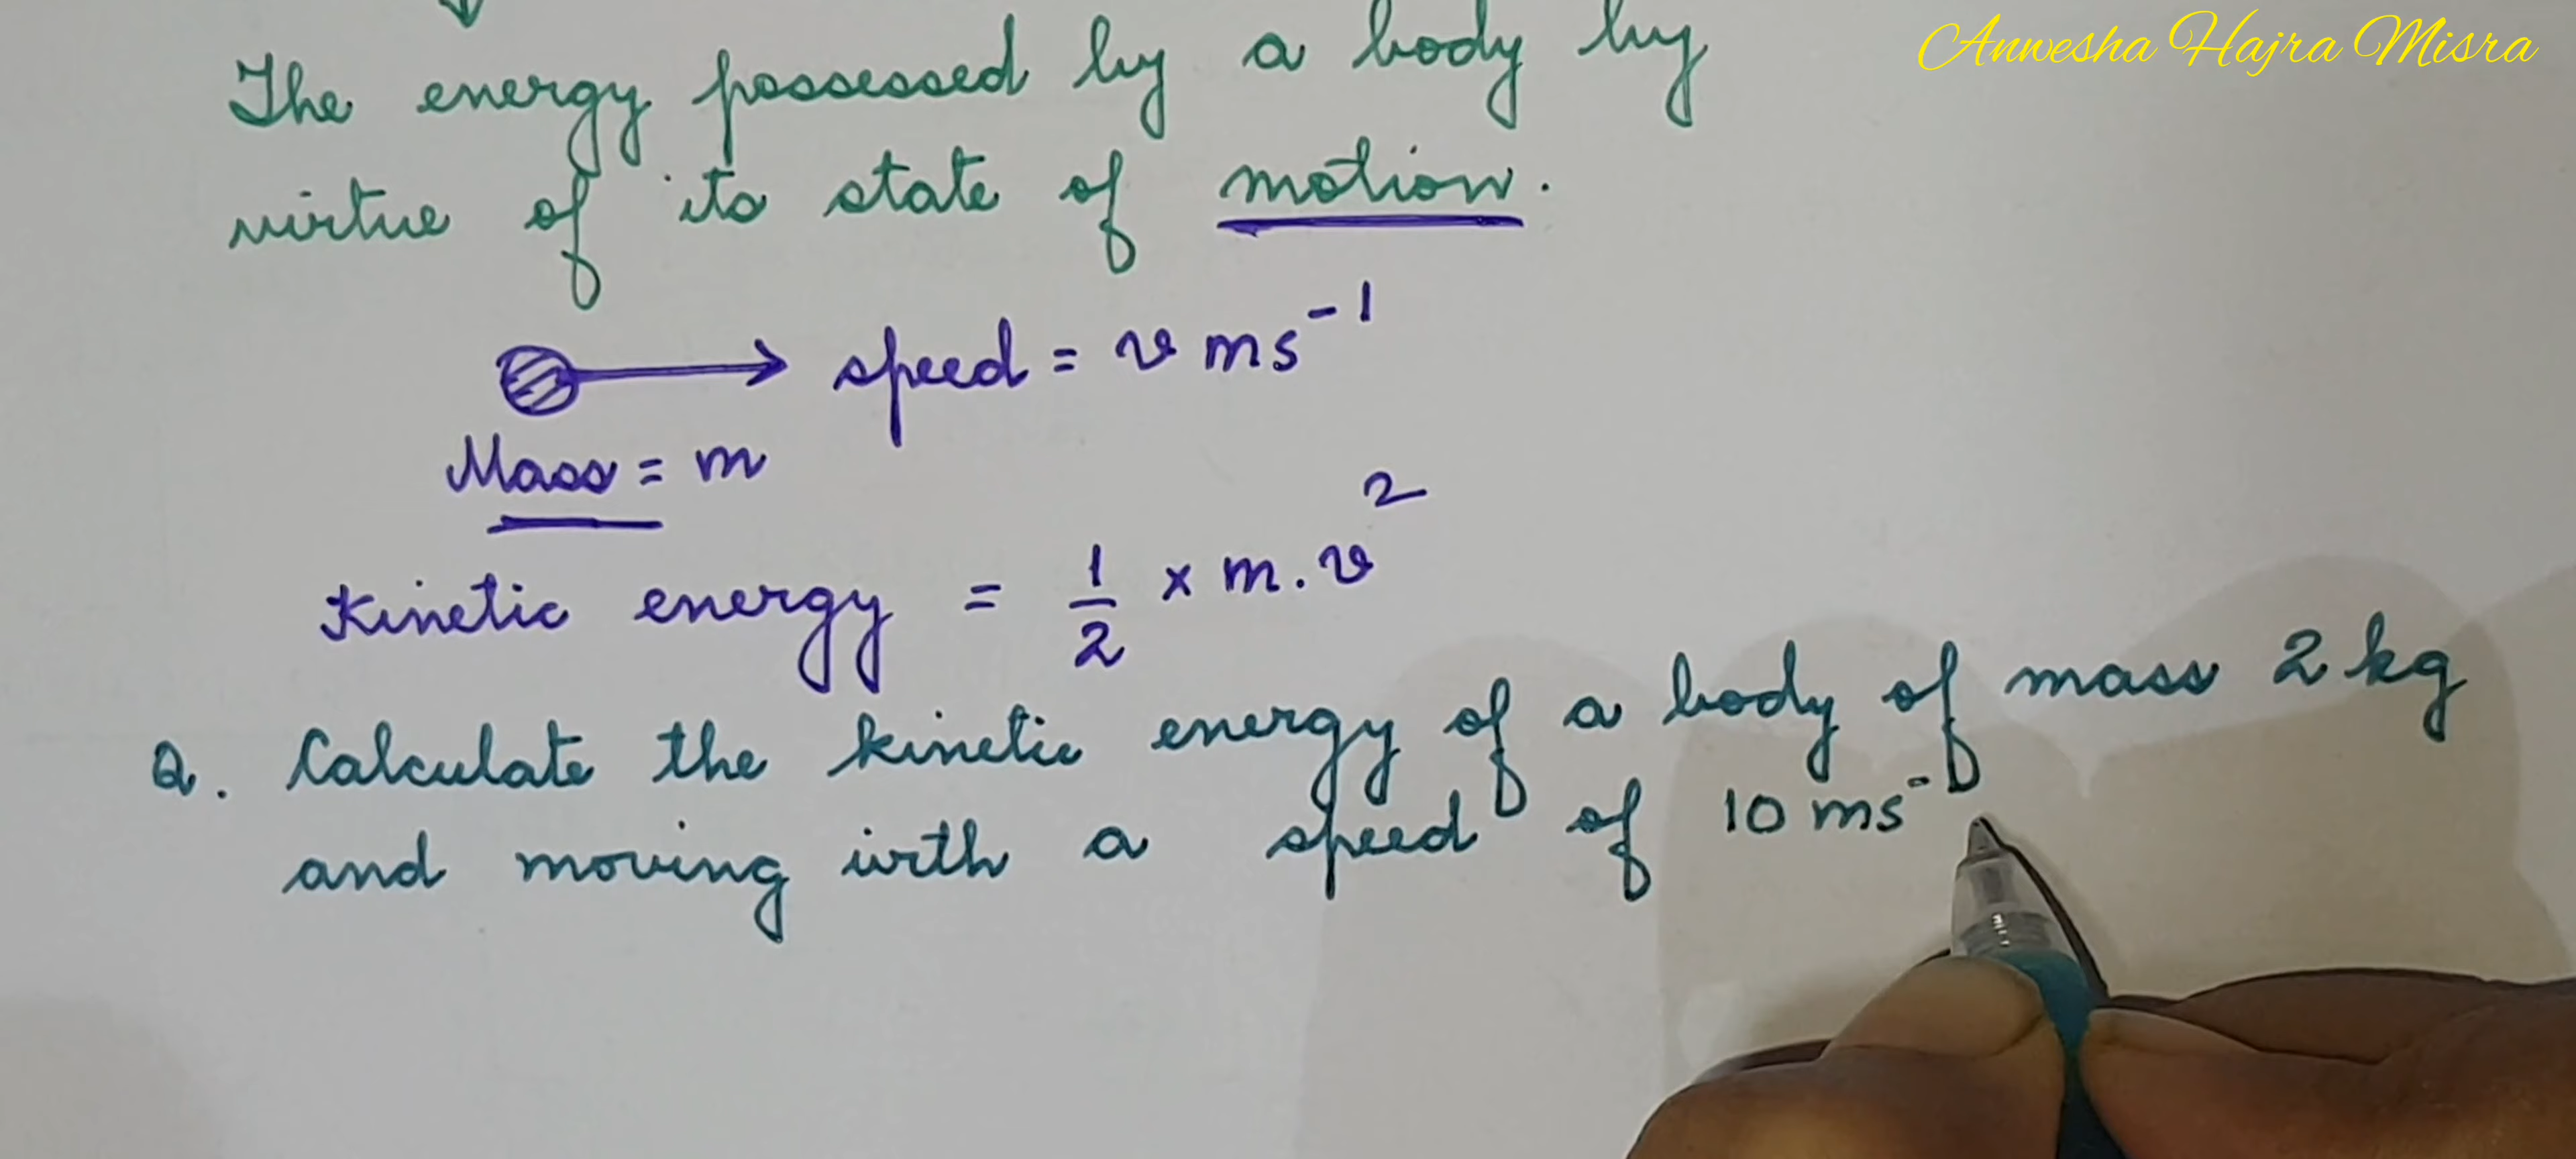 Anwesha Hajra Misra
The energy possessed by a body by
virtue of its state of motion.
speed = v ms⁻¹
Mass = m
Kinetic energy = 1/2 × m.v²
Q. Calculate the kinetic energy of a body of mass 2 kg
and moving with a speed of 10 ms⁻